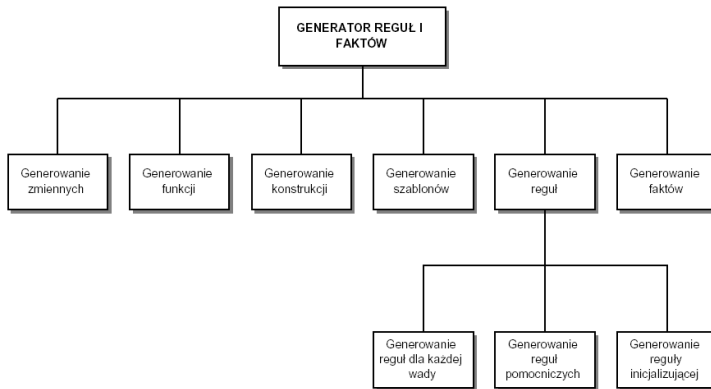 GENERATOR REGUŁ I
FAKTÓW
Generowanie
zmiennych
Generowanie
funkcji
Generowanie
konstrukcji
Generowanie
szablonów
Generowanie
reguł
Generowanie
faktów
Generowanie
reguł dla każdej
wady
Generowanie
reguł
pomocniczych
Generowanie
reguły
inicjalizującej